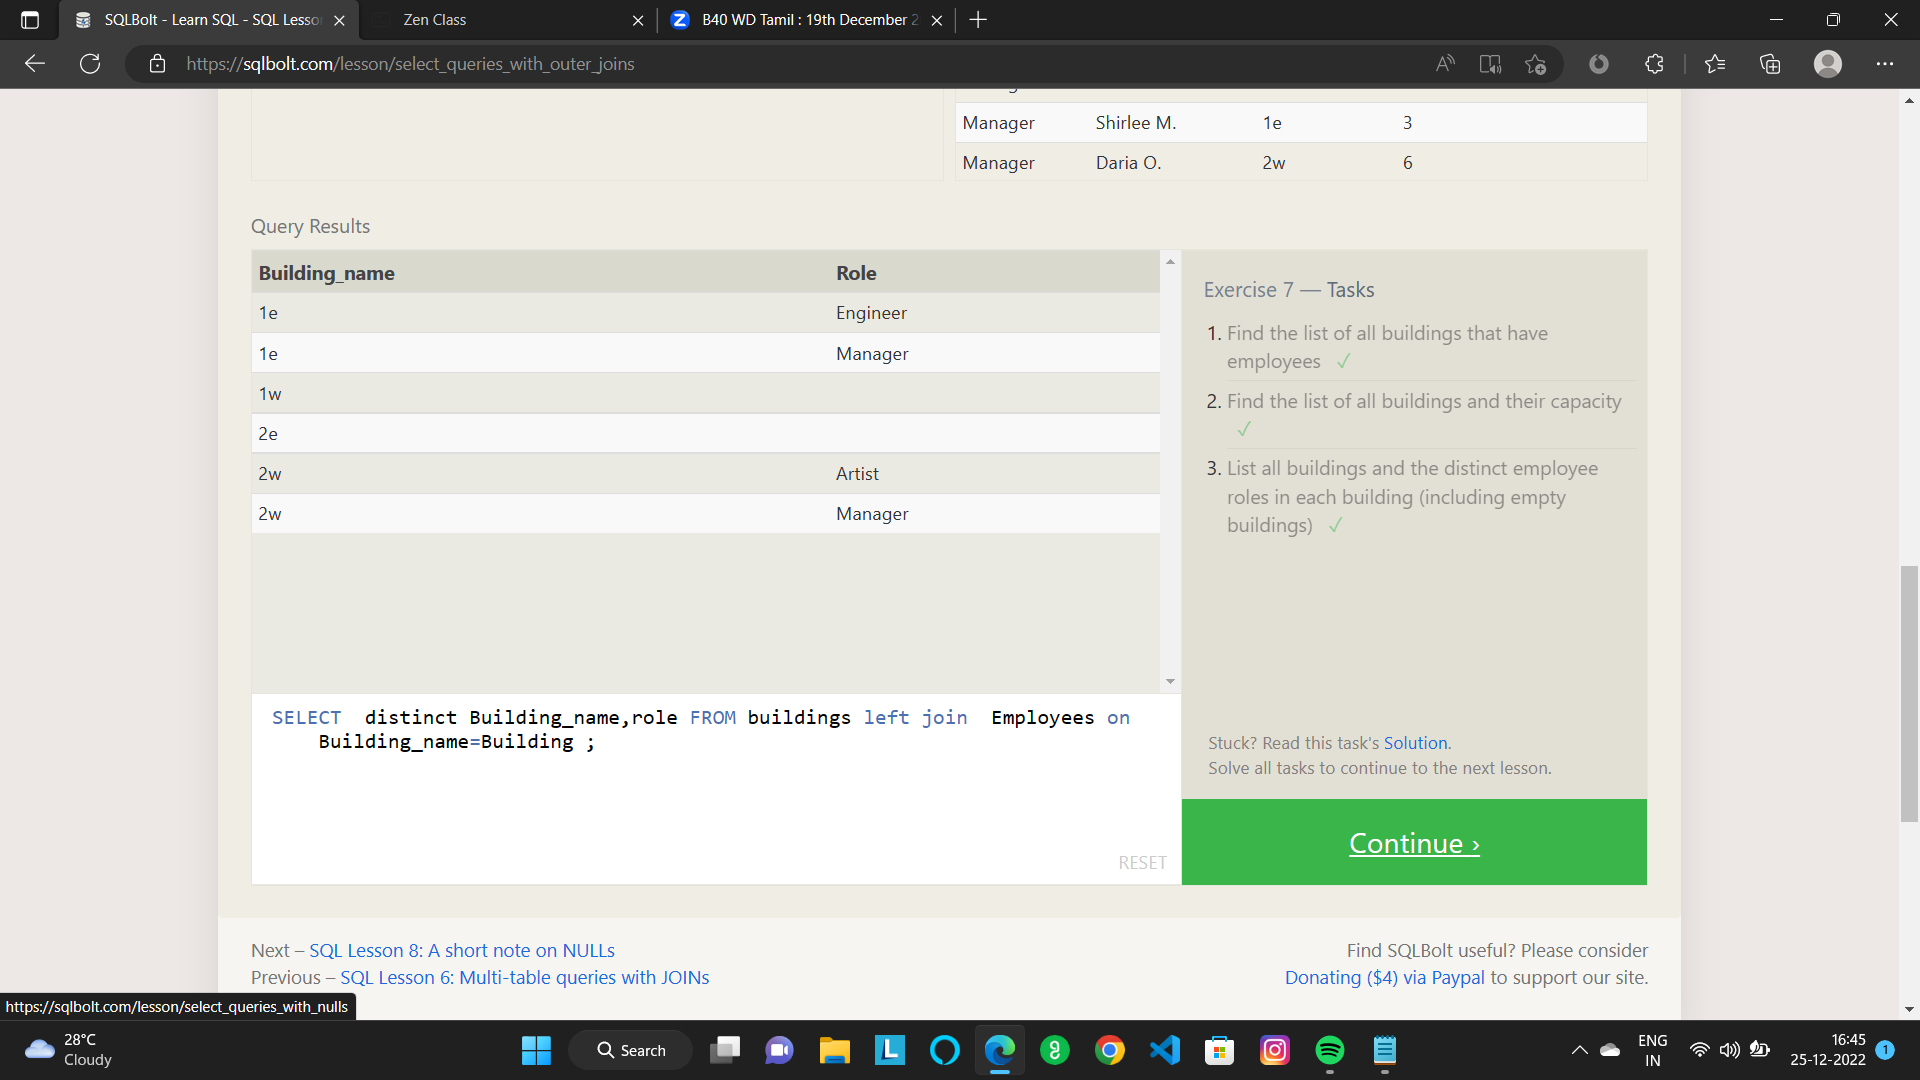 SQLBolt - Learn SQL - SQL Lesso
Zen Class
B40 WD Tamil : 19th December 2
https://sqlbolt.com/lesson/select_queries_with_outer_joins
Manager Shirlee M. 1e 3
Manager Daria O. 2w 6
Query Results
Building_name Role
1e Engineer
1e Manager
1w
2e
2w Artist
2w Manager
Exercise 7 — Tasks
1. Find the list of all buildings that have
employees ✓
2. Find the list of all buildings and their capacity
✓
3. List all buildings and the distinct employee
roles in each building (including empty
buildings) ✓
SELECT distinct Building_name,role FROM buildings left join Employees on
Building_name=Building ;
RESET
Stuck? Read this task's Solution.
Solve all tasks to continue to the next lesson.
Continue ›
Next – SQL Lesson 8: A short note on NULLs
Previous – SQL Lesson 6: Multi-table queries with JOINs
Find SQLBolt useful? Please consider
Donating ($4) via Paypal to support our site.
https://sqlbolt.com/lesson/select_queries_with_nulls
28°C
Cloudy
Search
ENG
IN
16:45
25-12-2022
1